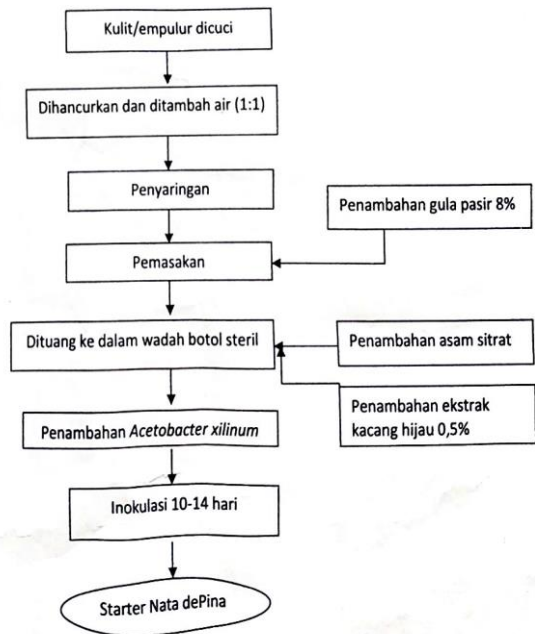 Kulit/empulur dicuci
Dihancurkan dan ditambah air (1:1)
Penyaringan
Penambahan gula pasir 8%
Pemasakan
Dituang ke dalam wadah botol steril
Penambahan asam sitrat
Penambahan ekstrak
kacang hijau 0,5%
Penambahan Acetobacter xilinum
Inokulasi 10-14 hari
Starter Nata dePina